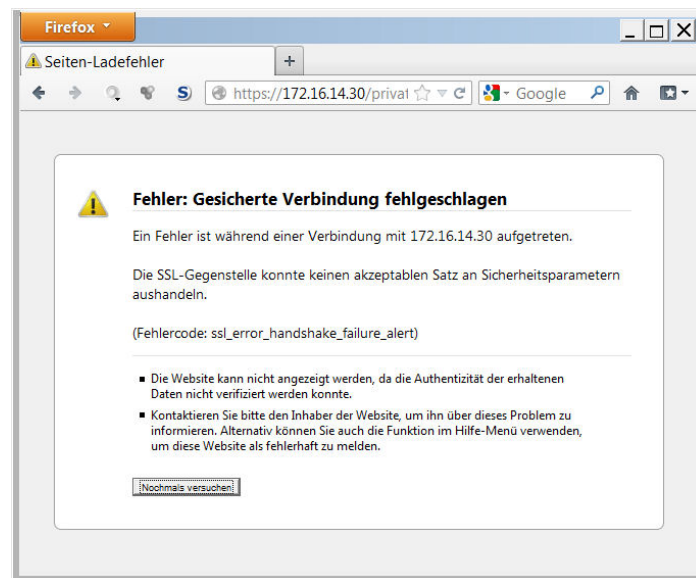 Firefox
Seiten-Ladefehler
https://172.16.14.30/privat
Google
Fehler: Gesicherte Verbindung fehlgeschlagen
Ein Fehler ist während einer Verbindung mit 172.16.14.30 aufgetreten.
Die SSL-Gegenstelle konnte keinen akzeptablen Satz an Sicherheitsparametern
aushandeln.
(Fehlercode: ssl_error_handshake_failure_alert)
Die Website kann nicht angezeigt werden, da die Authentizität der erhaltenen
Daten nicht verifiziert werden konnte.
Kontaktieren Sie bitte den Inhaber der Website, um ihn über dieses Problem zu
informieren. Alternativ können Sie auch die Funktion im Hilfe-Menü verwenden,
um diese Website als fehlerhaft zu melden.
Nochmals versuchen